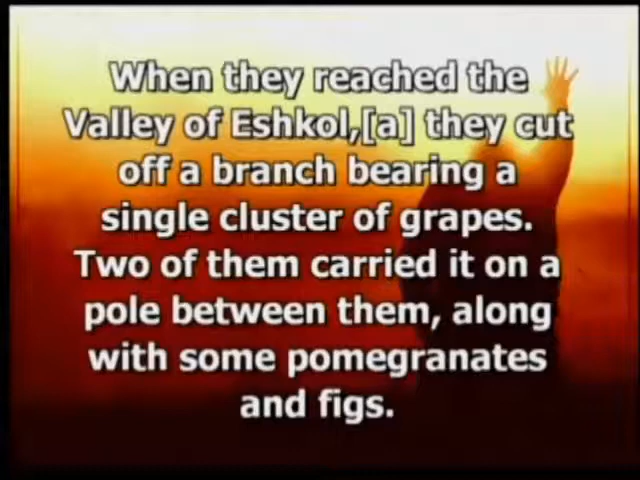 When they reached the
Valley of Eshkol,[a] they cut
off a branch bearing a
single cluster of grapes.
Two of them carried it on a
pole between them, along
with some pomegranates
and figs.